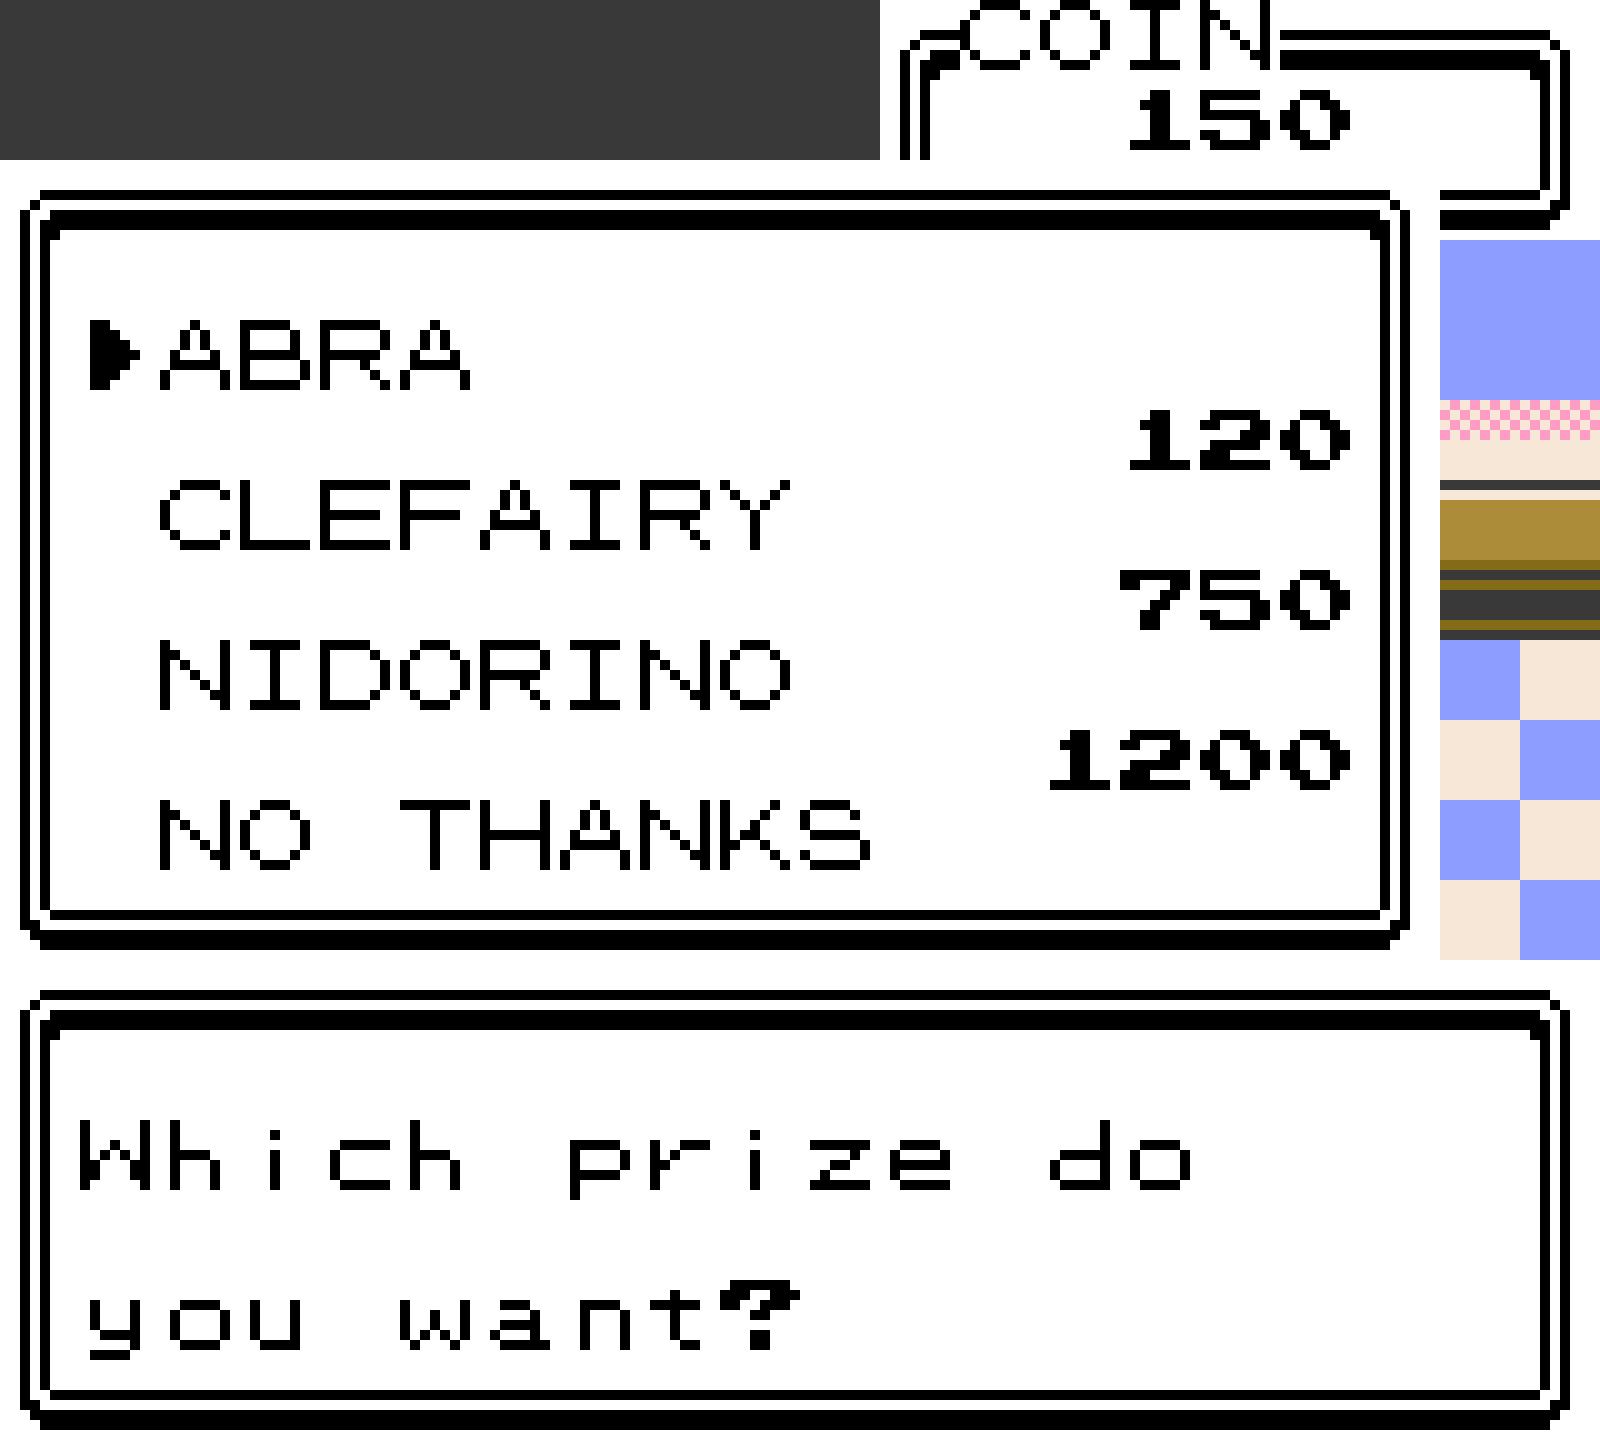 COIN
150
▶ABRA
120
CLEFAIRY
750
NIDORINO
1200
NO THANKS
Which prize do
you want?